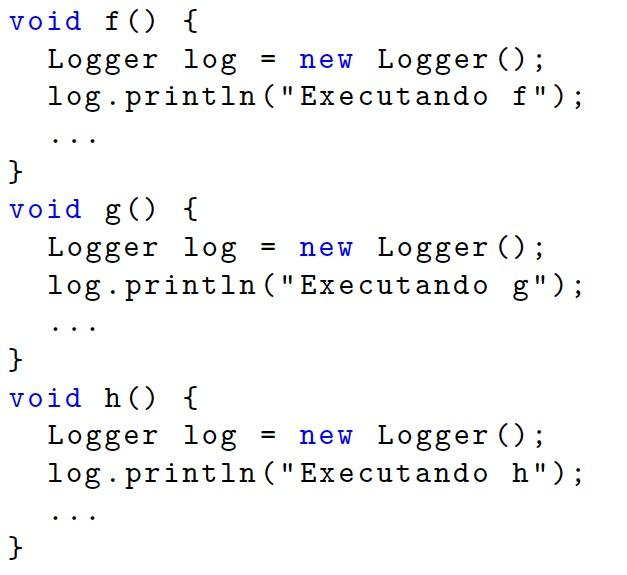 void f() {
  Logger log = new Logger();
  log.println("Executando f");
  ...
}
void g() {
  Logger log = new Logger();
  log.println("Executando g");
  ...
}
void h() {
  Logger log = new Logger();
  log.println("Executando h");
  ...
}